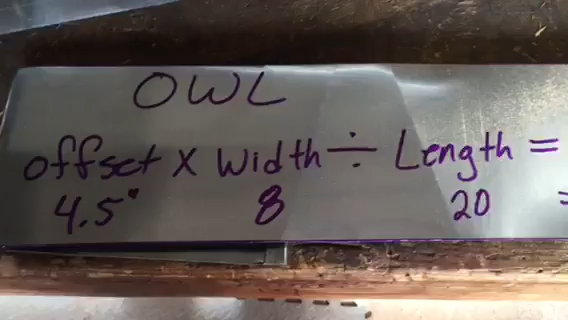 OWL
offset x Width ÷ Length =
4.5" 8 20 =